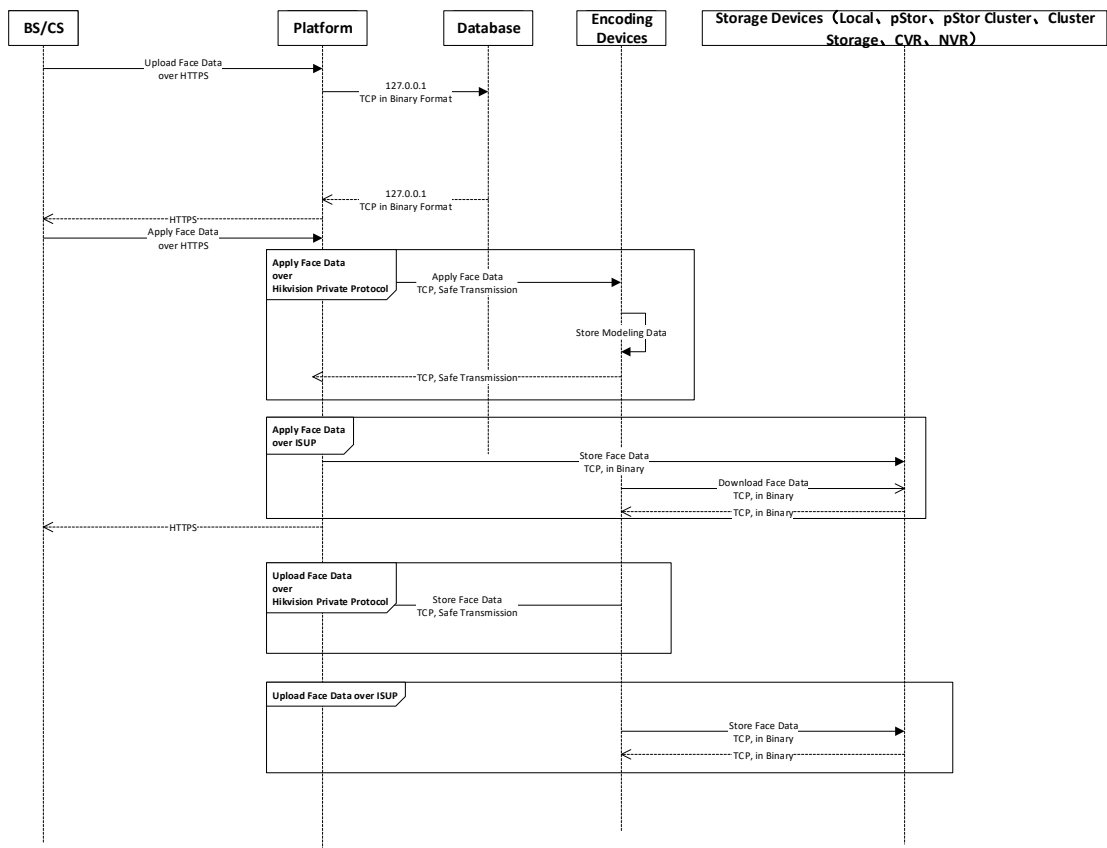 BS/CS
Platform
Database
Encoding
Devices
Storage Devices（Local、pStor、pStor Cluster、Cluster
Storage、CVR、NVR）
Upload Face Data
over HTTPS
127.0.0.1
TCP in Binary Format
127.0.0.1
TCP in Binary Format
HTTPS
Apply Face Data
over HTTPS
Apply Face Data
over
Hikvision Private Protocol
Apply Face Data
TCP, Safe Transmission
Store Modeling Data
TCP, Safe Transmission
Apply Face Data
over ISUP
Store Face Data
TCP, in Binary
Download Face Data
TCP, in Binary
TCP, in Binary
HTTPS
Upload Face Data
over
Hikvision Private Protocol
Store Face Data
TCP, Safe Transmission
Upload Face Data over ISUP
Store Face Data
TCP, in Binary
TCP, in Binary